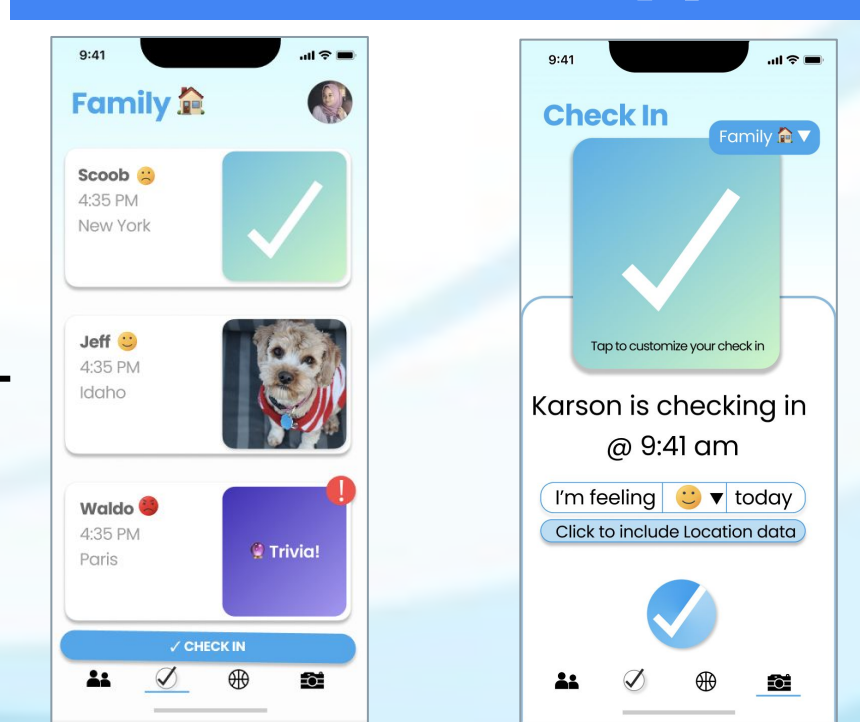 9:41
Family 🏠
Scoob 🙁
4:35 PM
New York
Jeff 🙂
4:35 PM
Idaho
Waldo 😡
4:35 PM
Paris
!
🔮 Trivia!
✓ CHECK IN
9:41
Check In
Family 🏠 ▼
Tap to customize your check in
Karson is checking in
@ 9:41 am
I'm feeling 🙂 ▼ today
Click to include Location data